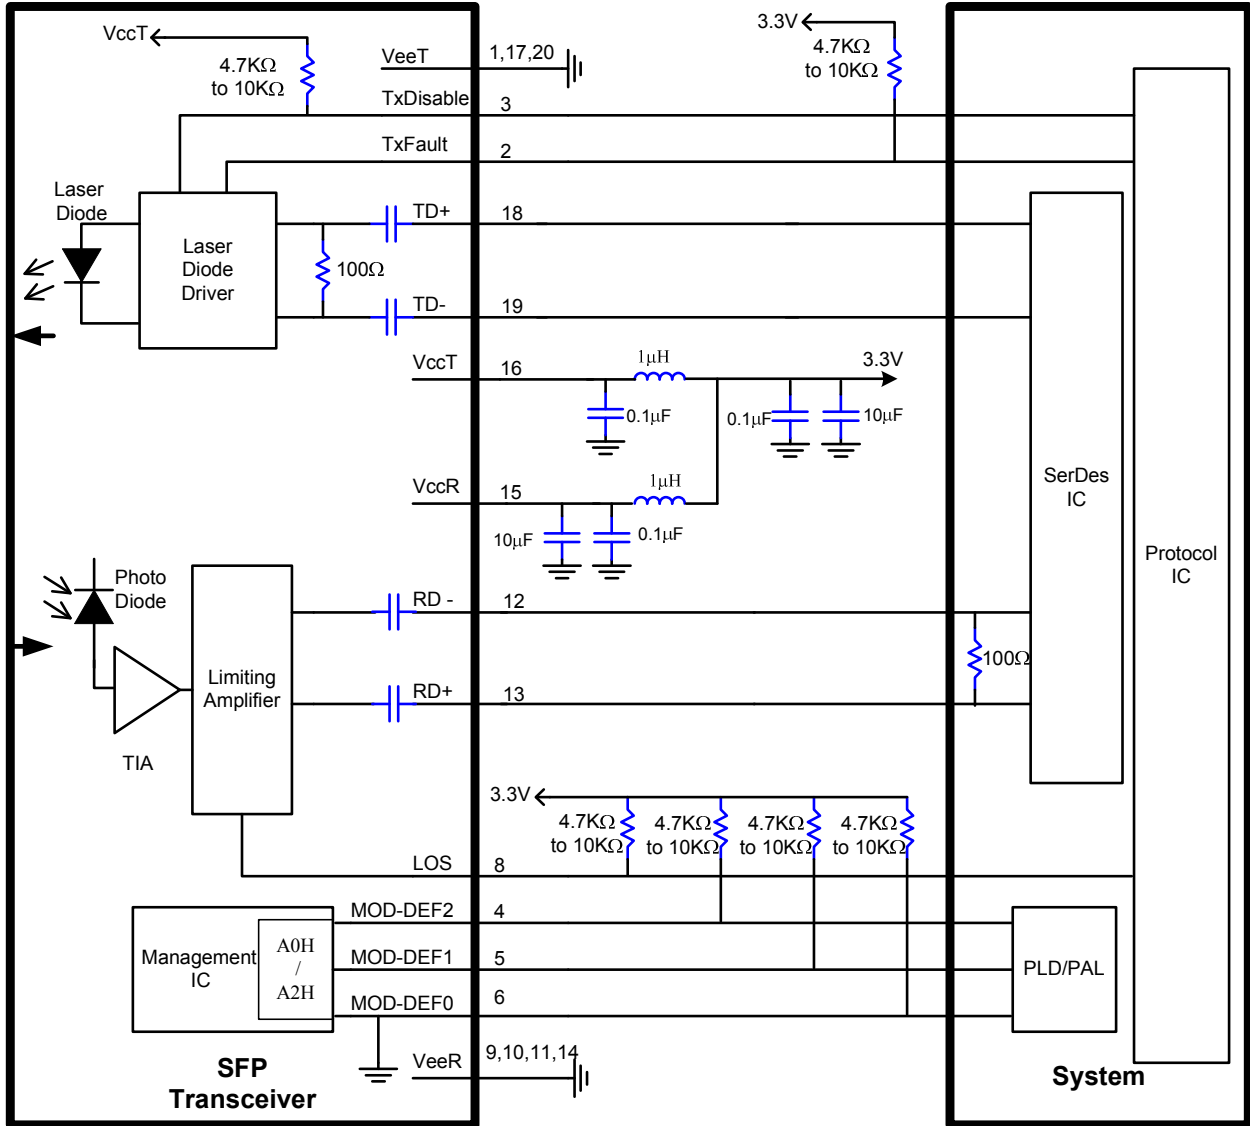 VccT
4.7KΩ
to 10KΩ
VeeT
1,17,20
3.3V
4.7KΩ
to 10KΩ
TxDisable
3
TxFault
2
Laser
Diode
Laser
Diode
Driver
TD+
18
100Ω
TD-
19
VccT
16
1µH
3.3V
0.1µF
0.1µF
10µF
VccR
15
1µH
10µF
0.1µF
SerDes
IC
Protocol
IC
Photo
Diode
RD -
12
Limiting
Amplifier
100Ω
RD+
13
TIA
3.3V
4.7KΩ
to 10KΩ
4.7KΩ
to 10KΩ
4.7KΩ
to 10KΩ
4.7KΩ
to 10KΩ
LOS
8
MOD-DEF2
4
Management
IC
A0H
/
A2H
MOD-DEF1
5
PLD/PAL
MOD-DEF0
6
VeeR
9,10,11,14
SFP
Transceiver
System